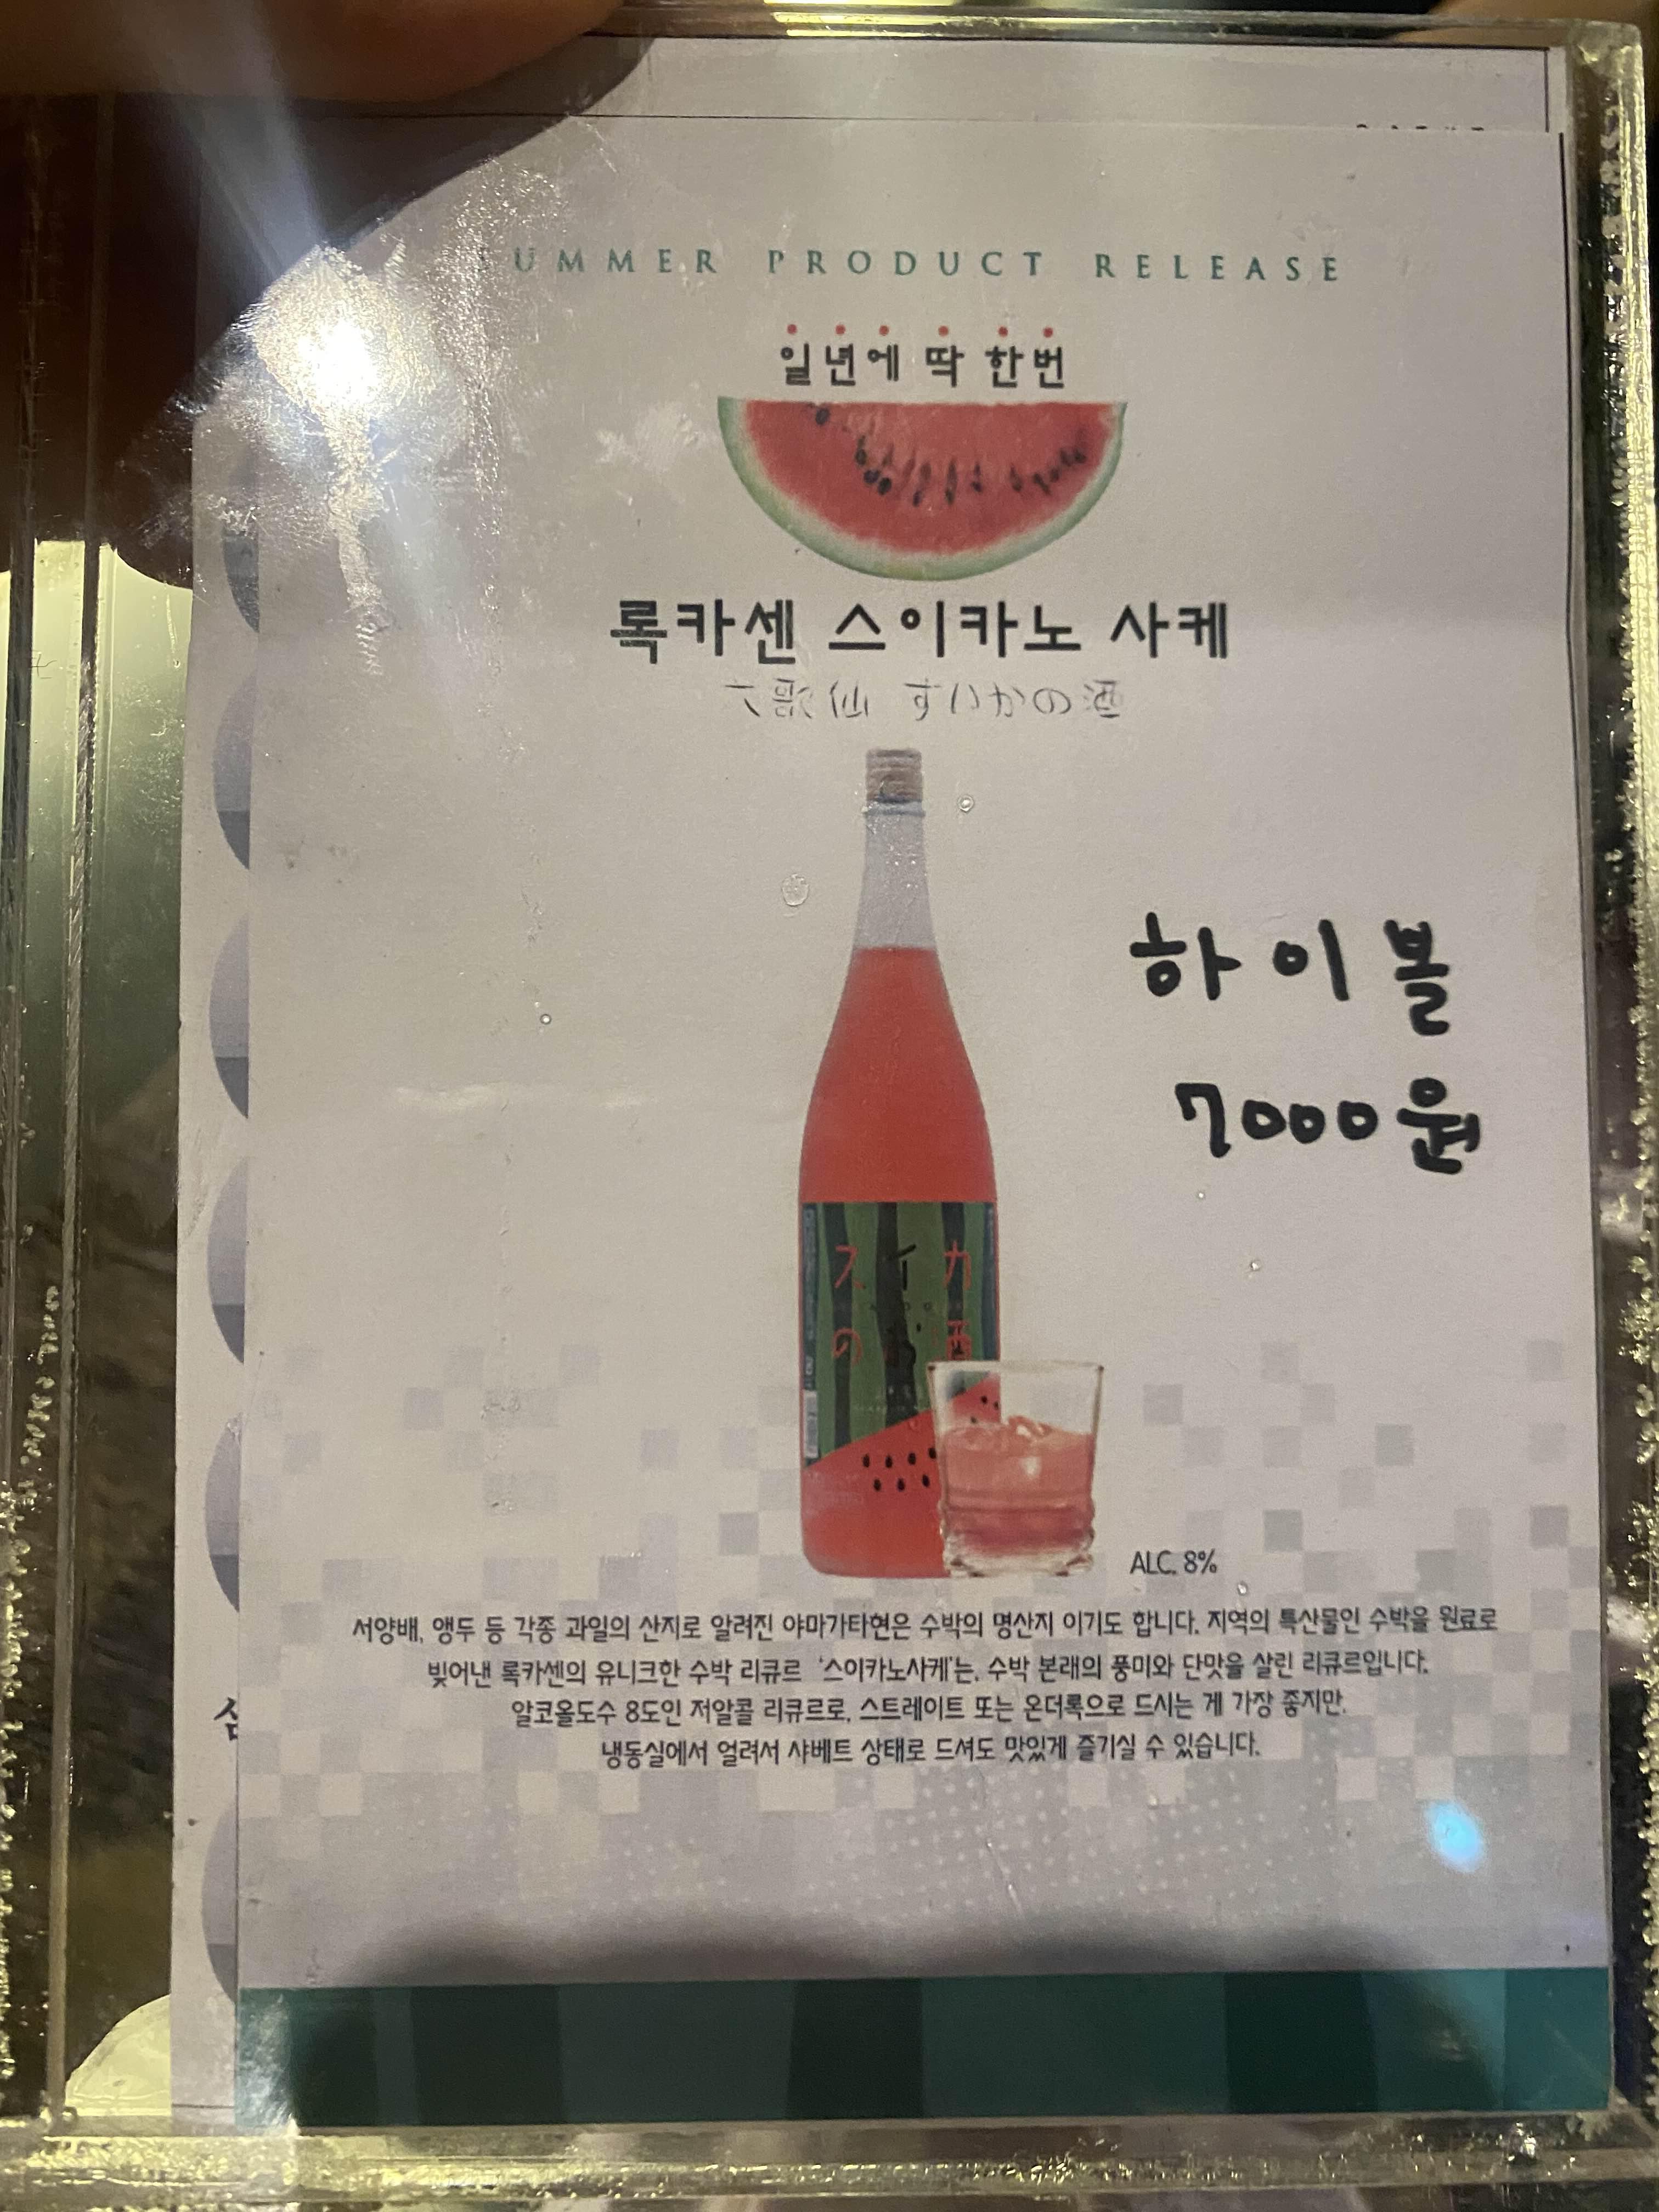 SUMMER PRODUCT RELEASE
일년에 딱 한번
록카센 스이카노 사케
六歌仙 すいかの酒
하이볼
7000원
スイカ
の酒
ALC. 8%
서양배, 앵두 등 각종 과일의 산지로 알려진 야마가타현은 수박의 명산지 이기도 합니다. 지역의 특산물인 수박을 원료로
빚어낸 록카센의 유니크한 수박 리큐르 '스이카노사케'는, 수박 본래의 풍미와 단맛을 살린 리큐르입니다.
알코올도수 8도인 저알콜 리큐르로, 스트레이트 또는 온더록으로 드시는 게 가장 좋지만,
냉동실에서 얼려서 샤베트 상태로 드셔도 맛있게 즐기실 수 있습니다.